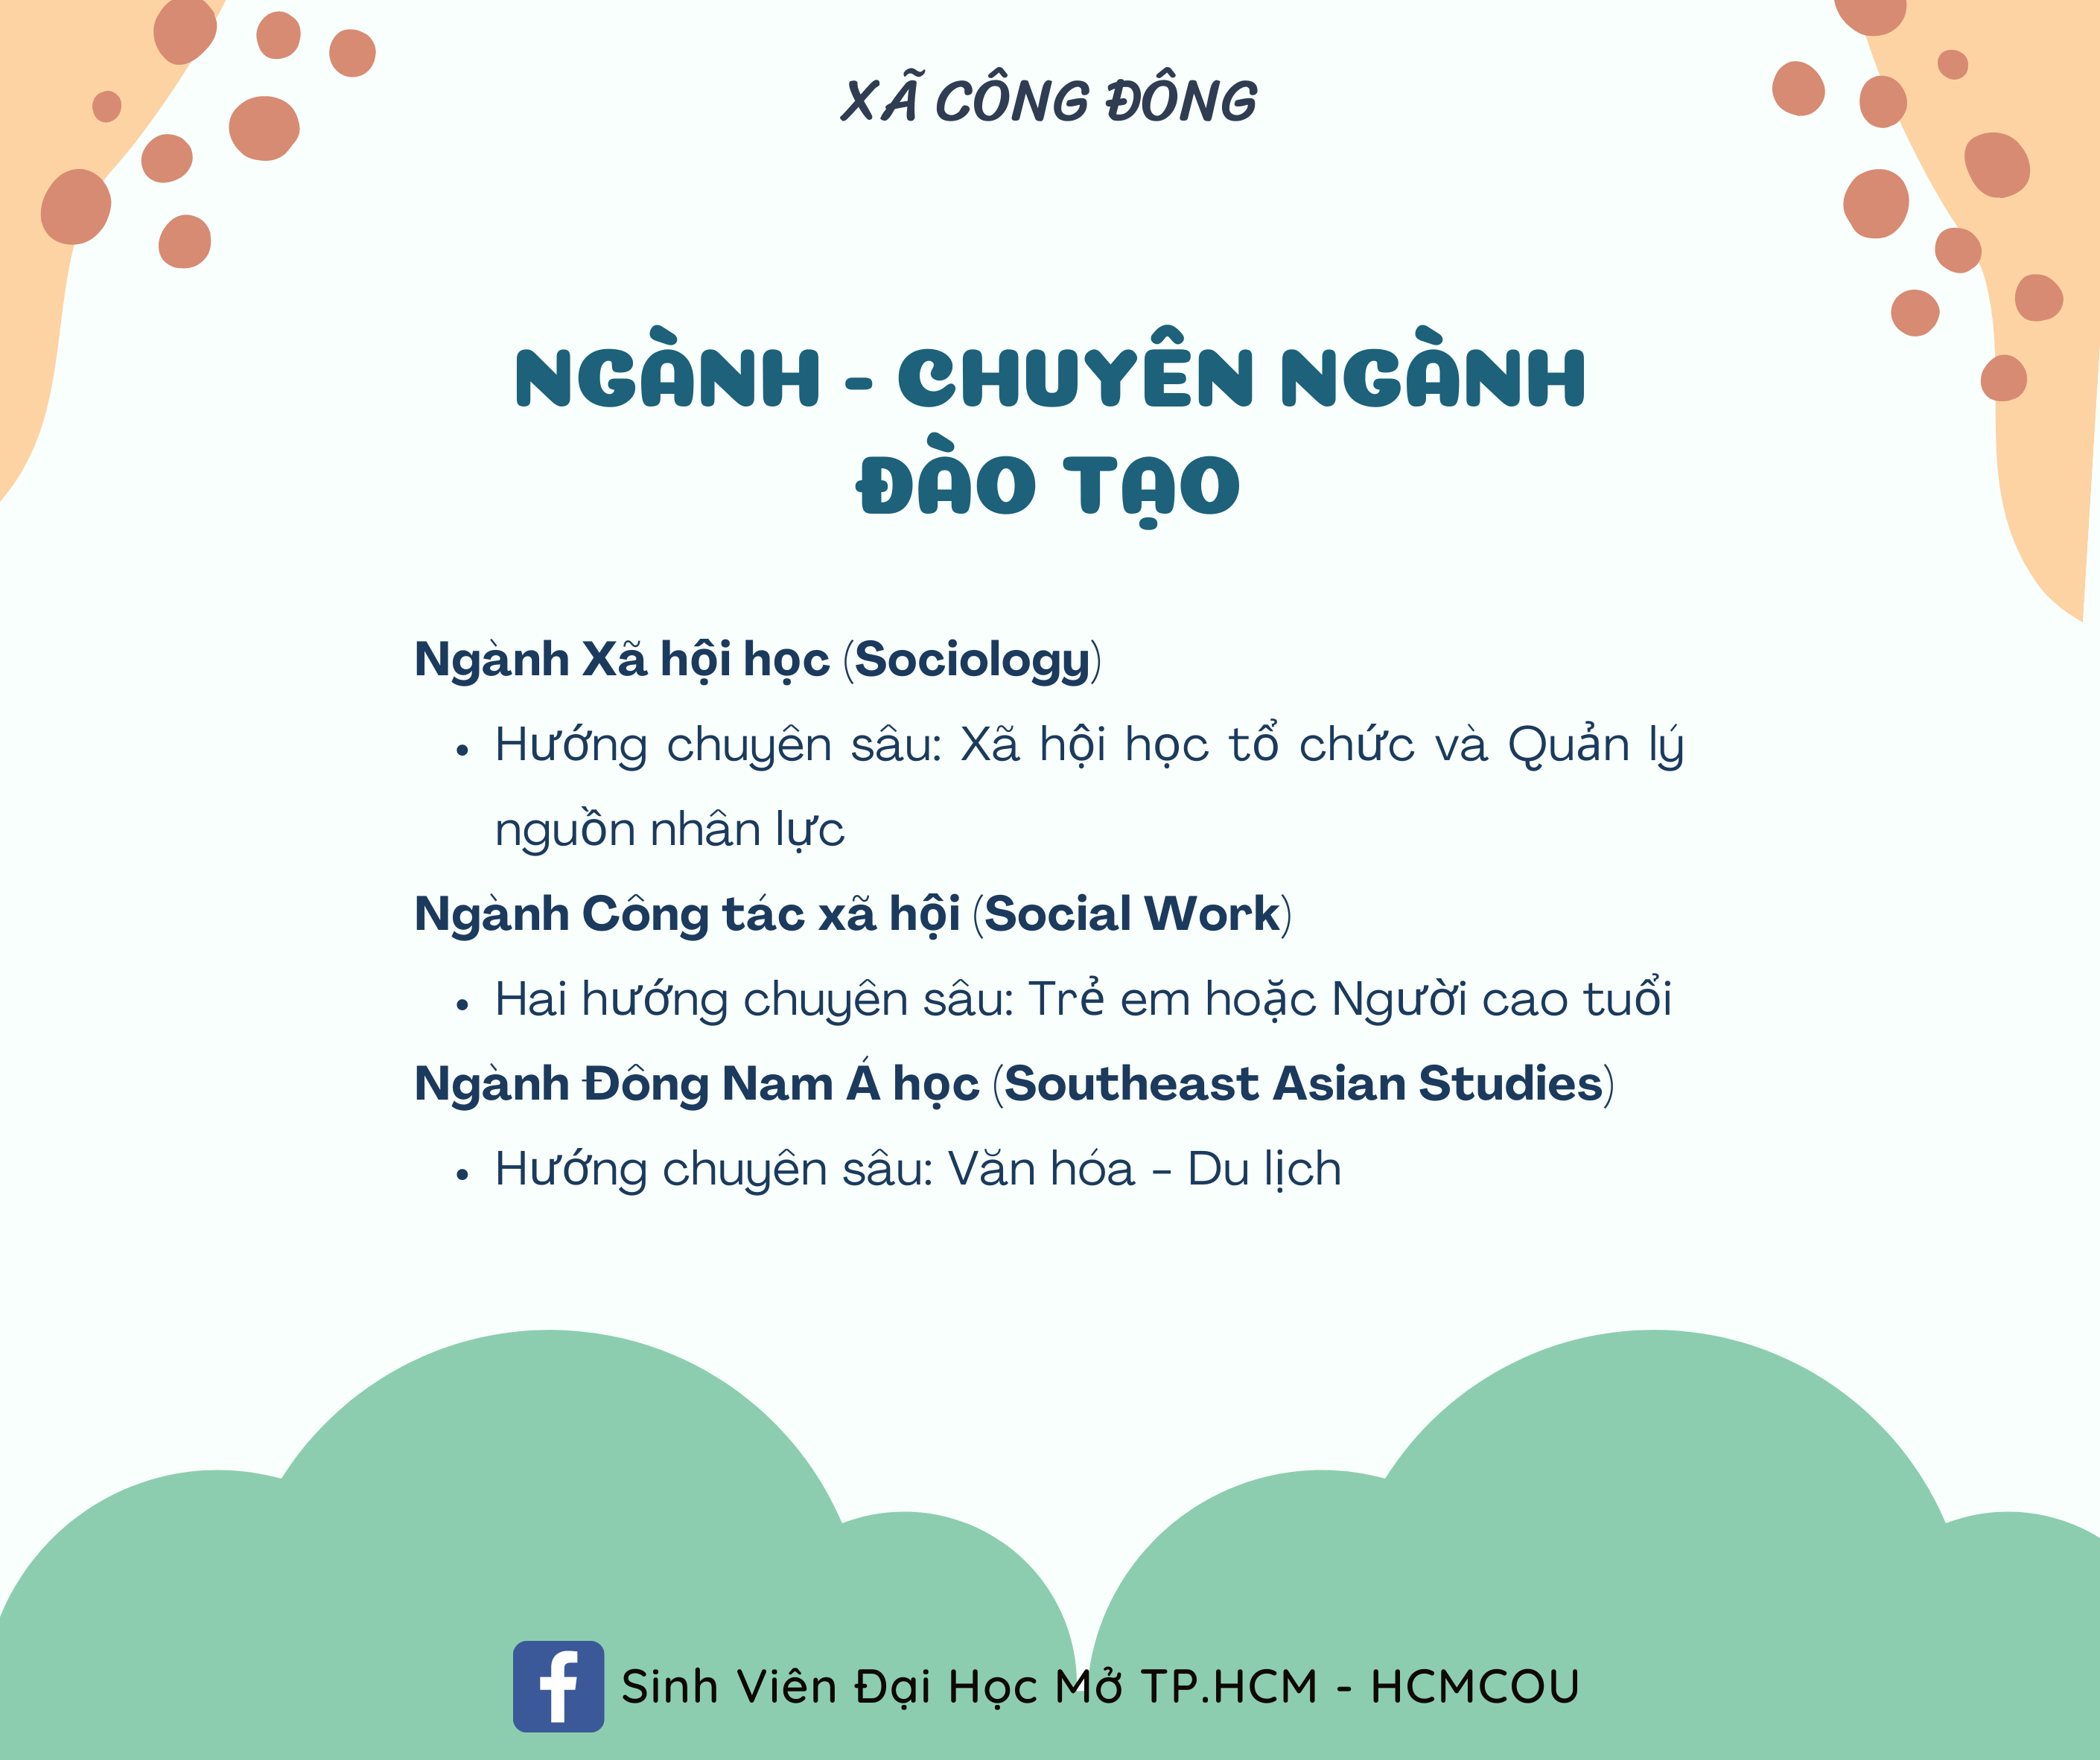 XÃ CÔNG ĐÔNG
NGÀNH - CHUYÊN NGÀNH
ĐÀO TẠO
Ngành Xã hội học (Sociology)
• Hướng chuyên sâu: Xã hội học tổ chức và Quản lý
nguồn nhân lực
Ngành Công tác xã hội (Social Work)
• Hai hướng chuyên sâu: Trẻ em hoặc Người cao tuổi
Ngành Đông Nam Á học (Southeast Asian Studies)
• Hướng chuyên sâu: Văn hóa – Du lịch
Sinh Viên Đại Học Mở TP.HCM - HCMCOU